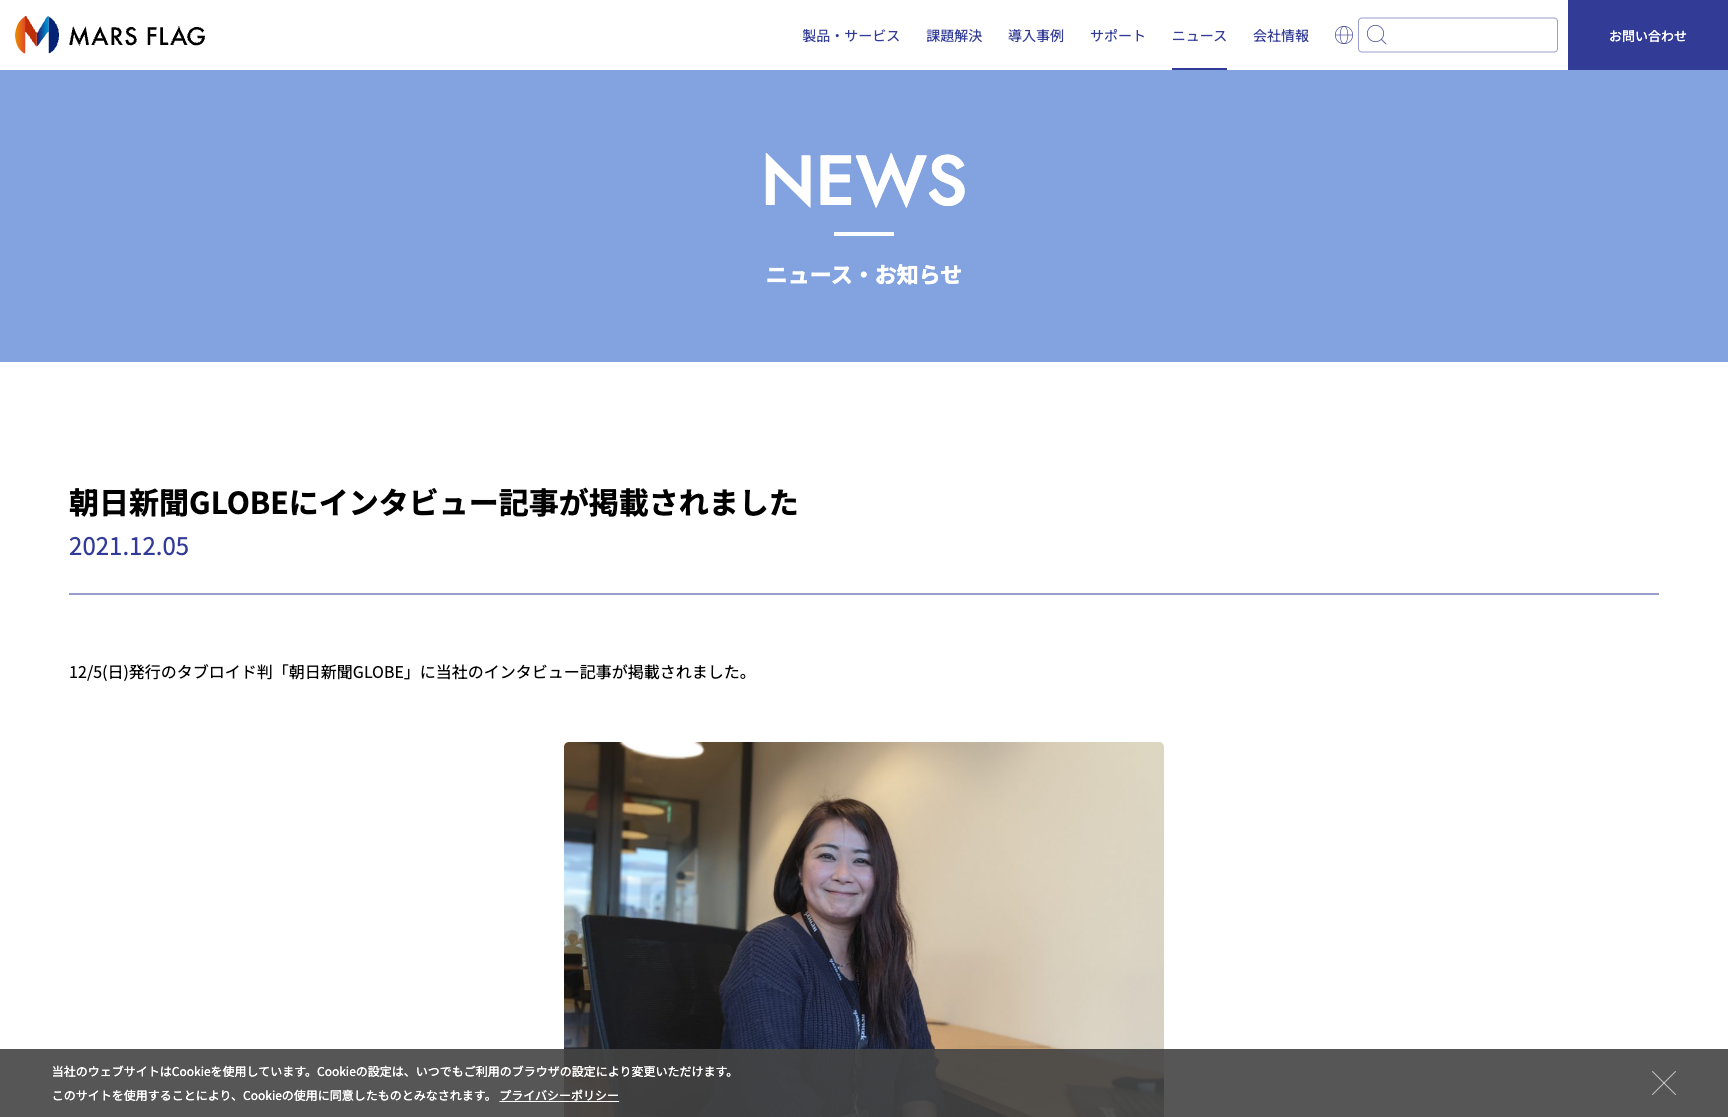 MARS FLAG
製品・サービス
課題解決
導入事例
サポート
ニュース
会社情報
お問い合わせ
NEWS
ニュース・お知らせ
朝日新聞GLOBEにインタビュー記事が掲載されました
2021.12.05
12/5(日)発行のタブロイド判「朝日新聞GLOBE」に当社のインタビュー記事が掲載されました。
当社のウェブサイトはCookieを使用しています。Cookieの設定は、いつでもご利用のブラウザの設定により変更いただけます。
このサイトを使用することにより、Cookieの使用に同意したものとみなされます。 プライバシーポリシー